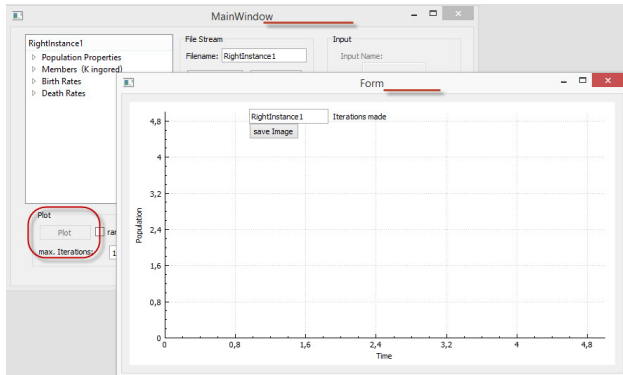 MainWindow
RightInstance1
Population Properties
Members (K ingored)
Birth Rates
Death Rates
File Stream
Filename: RightInstance1
Input
Input Name:
Plot
Plot
max. Iterations: 1
Form
RightInstance1 Iterations made
save Image
4,8
4
3,2
2,4
1,6
0,8
0
Population
0 0,8 1,6 2,4 3,2 4 4,8
Time